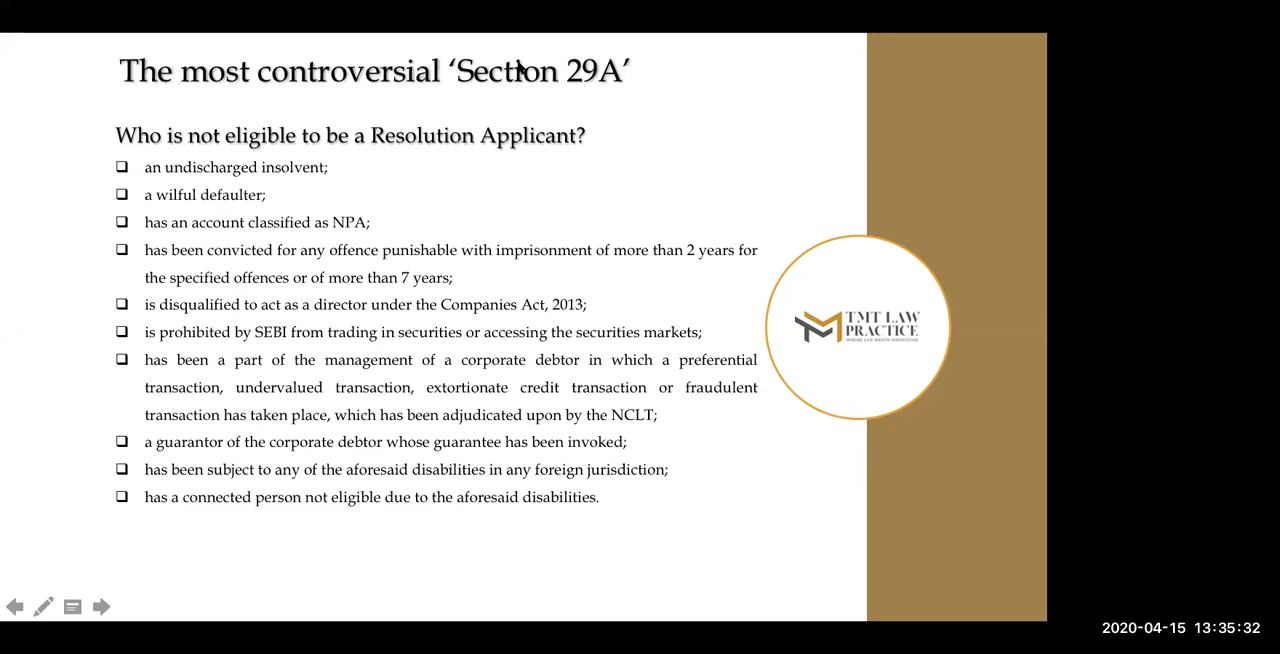 The most controversial ‘Section 29A’
Who is not eligible to be a Resolution Applicant?
❑ an undischarged insolvent;
❑ a wilful defaulter;
❑ has an account classified as NPA;
❑ has been convicted for any offence punishable with imprisonment of more than 2 years for
the specified offences or of more than 7 years;
❑ is disqualified to act as a director under the Companies Act, 2013;
❑ is prohibited by SEBI from trading in securities or accessing the securities markets;
❑ has been a part of the management of a corporate debtor in which a preferential
transaction, undervalued transaction, extortionate credit transaction or fraudulent
transaction has taken place, which has been adjudicated upon by the NCLT;
❑ a guarantor of the corporate debtor whose guarantee has been invoked;
❑ has been subject to any of the aforesaid disabilities in any foreign jurisdiction;
❑ has a connected person not eligible due to the aforesaid disabilities.
TMT LAW
PRACTICE
WHERE LAW MEETS INNOVATION
2020-04-15 13:35:32